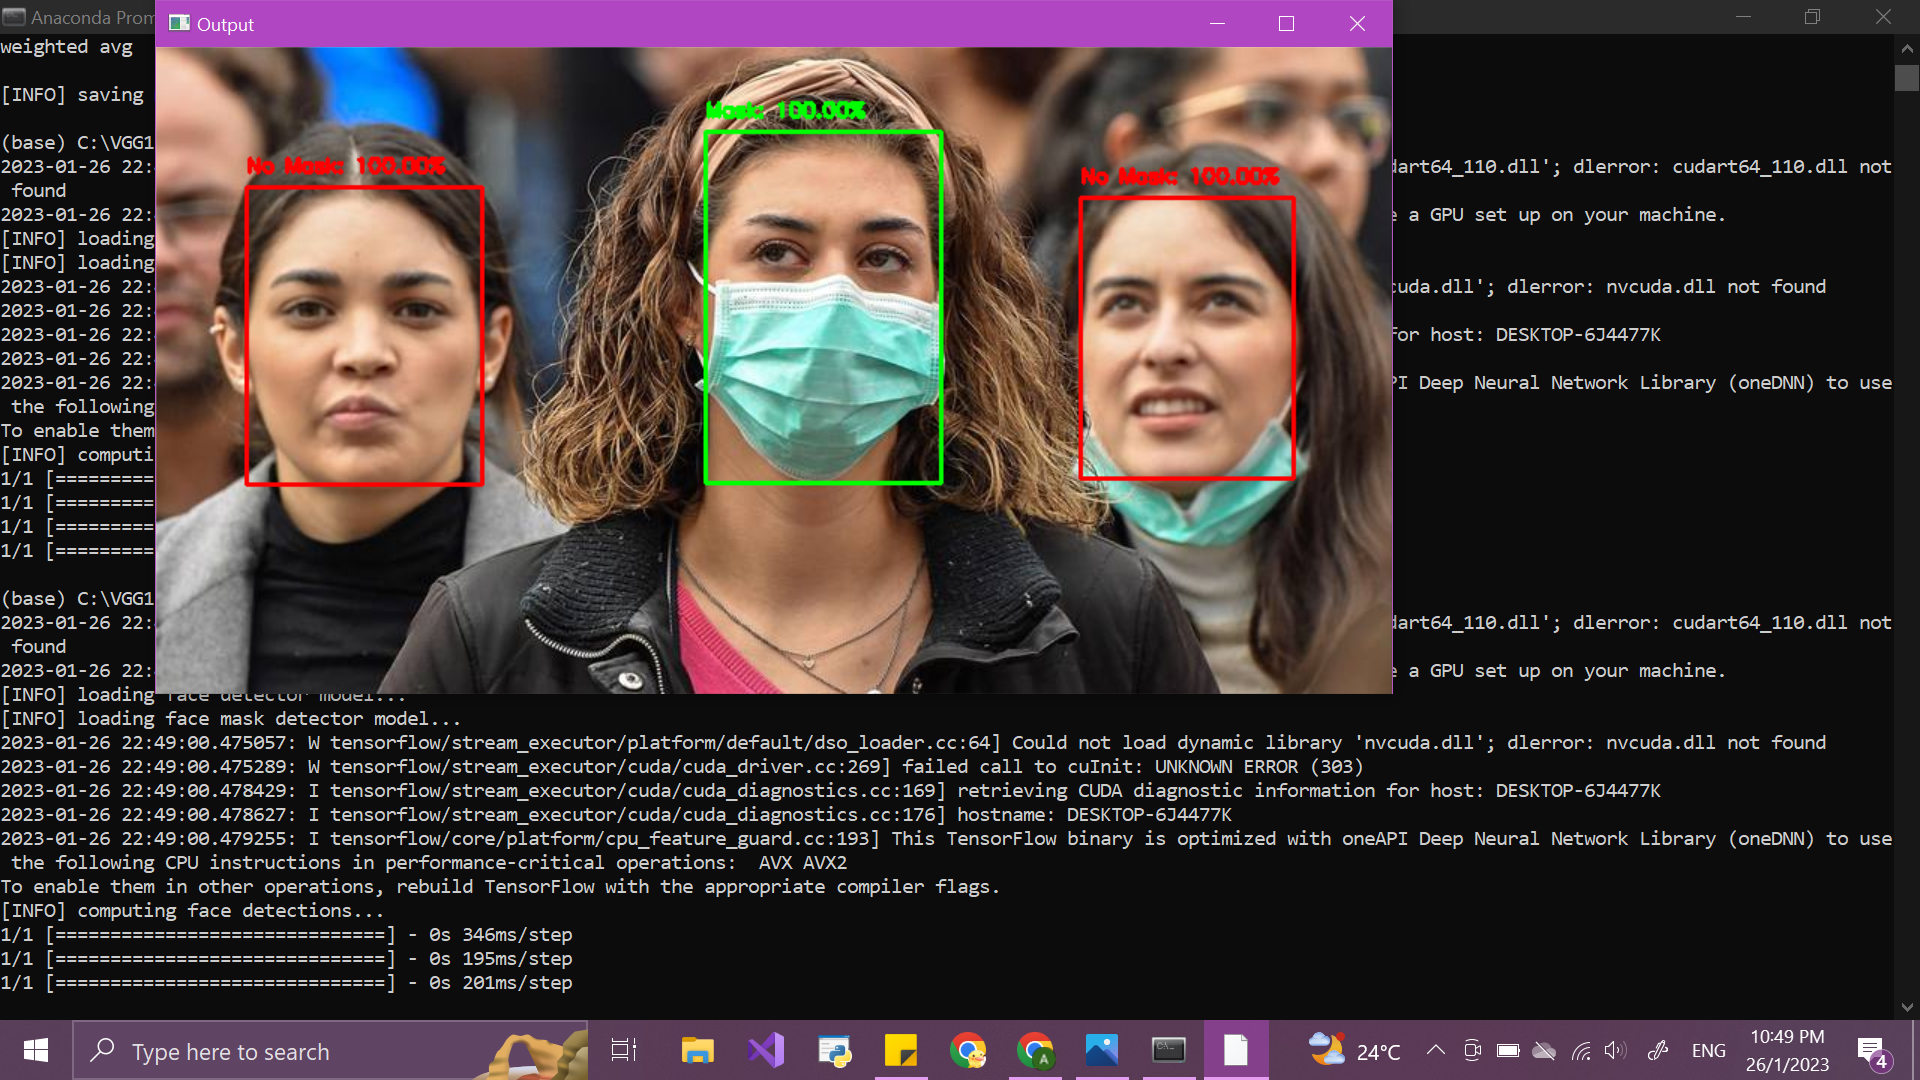 Anaconda Prom
Output
weighted avg
[INFO] saving
Mask: 100.00%
No Mask: 100.00%
No Mask: 100.00%
(base) C:\VGG1
2023-01-26 22: dart64_110.dll'; dlerror: cudart64_110.dll not
found
2023-01-26 22: e a GPU set up on your machine.
[INFO] loading
[INFO] loading
2023-01-26 22: cuda.dll'; dlerror: nvcuda.dll not found
2023-01-26 22:
2023-01-26 22: for host: DESKTOP-6J4477K
2023-01-26 22:
2023-01-26 22: PI Deep Neural Network Library (oneDNN) to use
the following
To enable them
[INFO] computi
1/1 [=========
1/1 [=========
1/1 [=========
1/1 [=========
(base) C:\VGG1
2023-01-26 22: dart64_110.dll'; dlerror: cudart64_110.dll not
found
2023-01-26 22: e a GPU set up on your machine.
[INFO] loading face detector model...
[INFO] loading face mask detector model...
2023-01-26 22:49:00.475057: W tensorflow/stream_executor/platform/default/dso_loader.cc:64] Could not load dynamic library 'nvcuda.dll'; dlerror: nvcuda.dll not found
2023-01-26 22:49:00.475289: W tensorflow/stream_executor/cuda/cuda_driver.cc:269] failed call to cuInit: UNKNOWN ERROR (303)
2023-01-26 22:49:00.478429: I tensorflow/stream_executor/cuda/cuda_diagnostics.cc:169] retrieving CUDA diagnostic information for host: DESKTOP-6J4477K
2023-01-26 22:49:00.478627: I tensorflow/stream_executor/cuda/cuda_diagnostics.cc:176] hostname: DESKTOP-6J4477K
2023-01-26 22:49:00.479255: I tensorflow/core/platform/cpu_feature_guard.cc:193] This TensorFlow binary is optimized with oneAPI Deep Neural Network Library (oneDNN) to use
the following CPU instructions in performance-critical operations:  AVX AVX2
To enable them in other operations, rebuild TensorFlow with the appropriate compiler flags.
[INFO] computing face detections...
1/1 [==============================] - 0s 346ms/step
1/1 [==============================] - 0s 195ms/step
1/1 [==============================] - 0s 201ms/step
Type here to search
A
24°C
ENG
10:49 PM
26/1/2023
4